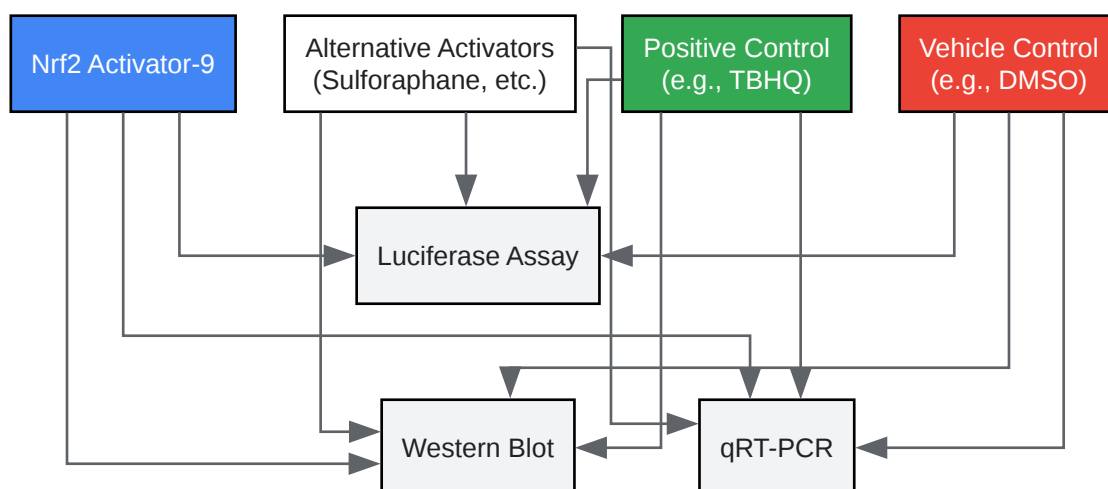 Nrf2 Activator-9
Alternative Activators
(Sulforaphane, etc.)
Positive Control
(e.g., TBHQ)
Vehicle Control
(e.g., DMSO)
Luciferase Assay
Western Blot
qRT-PCR